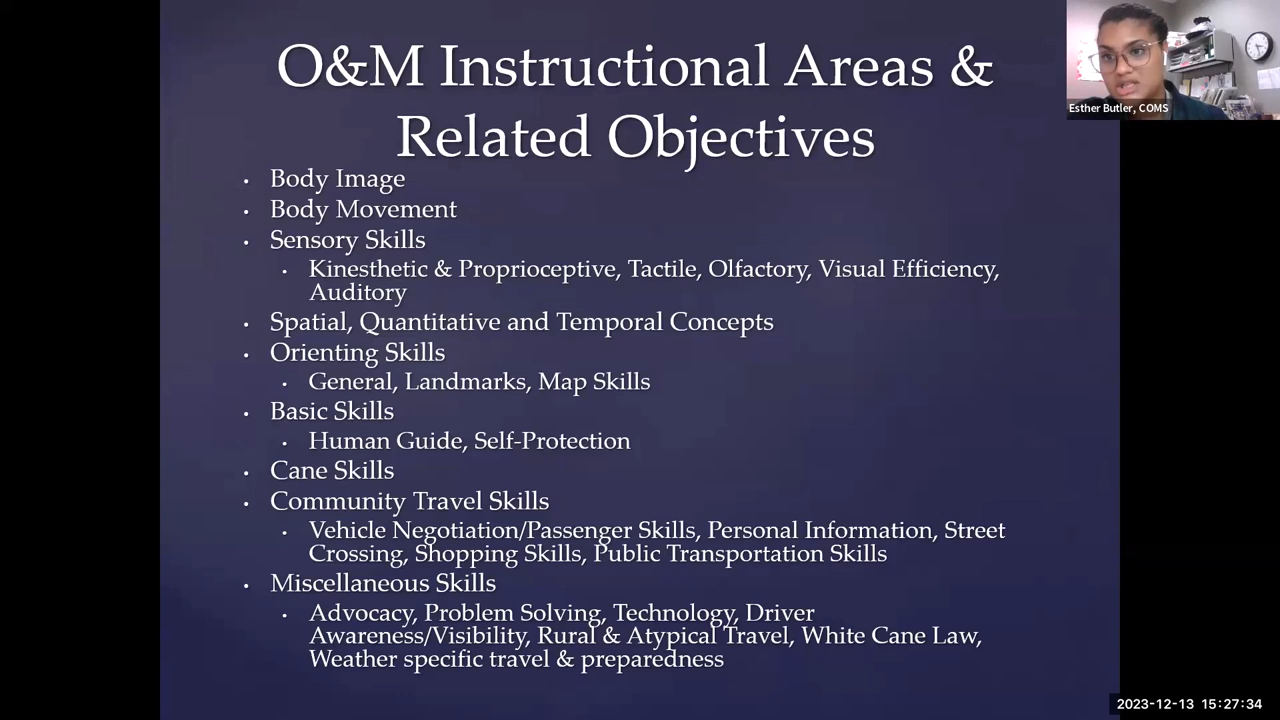 O&M Instructional Areas &
Related Objectives
• Body Image
• Body Movement
• Sensory Skills
• Kinesthetic & Proprioceptive, Tactile, Olfactory, Visual Efficiency,
Auditory
• Spatial, Quantitative and Temporal Concepts
• Orienting Skills
• General, Landmarks, Map Skills
• Basic Skills
• Human Guide, Self-Protection
• Cane Skills
• Community Travel Skills
• Vehicle Negotiation/Passenger Skills, Personal Information, Street
Crossing, Shopping Skills, Public Transportation Skills
• Miscellaneous Skills
• Advocacy, Problem Solving, Technology, Driver
Awareness/Visibility, Rural & Atypical Travel, White Cane Law,
Weather specific travel & preparedness
Esther Butler, COMS
2023-12-13 15:27:34